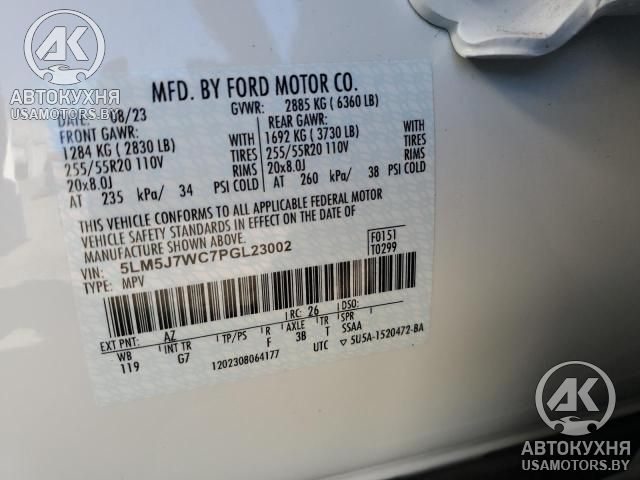 АК
АВТОКУХНЯ
USAMOTORS.BY
MFD. BY FORD MOTOR CO.
DATE: 08/23
GVWR: 2885 KG ( 6360 LB)
FRONT GAWR:
1284 KG ( 2830 LB)
255/55R20 110V
20x8.0J
AT 235 kPa/ 34 PSI COLD
WITH
TIRES
RIMS
REAR GAWR:
1692 KG ( 3730 LB)
255/55R20 110V
20x8.0J
AT 260 kPa/ 38 PSI COLD
WITH
TIRES
RIMS
THIS VEHICLE CONFORMS TO ALL APPLICABLE FEDERAL MOTOR
VEHICLE SAFETY STANDARDS IN EFFECT ON THE DATE OF
MANUFACTURE SHOWN ABOVE.
VIN: 5LM5J7WC7PGL23002
TYPE: MPV
F0151
T0299
EXT PNT: AZ RC: 26 DSO:
WB INT TR TP/PS R AXLE TR SPR
119 G7 F 3B T SSAA
1202308064177 UTC 5U5A-1520472-BA
АК
АВТОКУХНЯ
USAMOTORS.BY